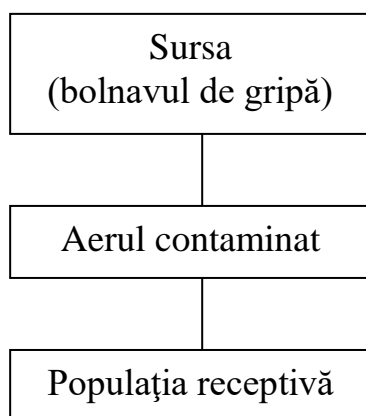 Sursa
(bolnavul de gripă)
Aerul contaminat
Populaţia receptivă